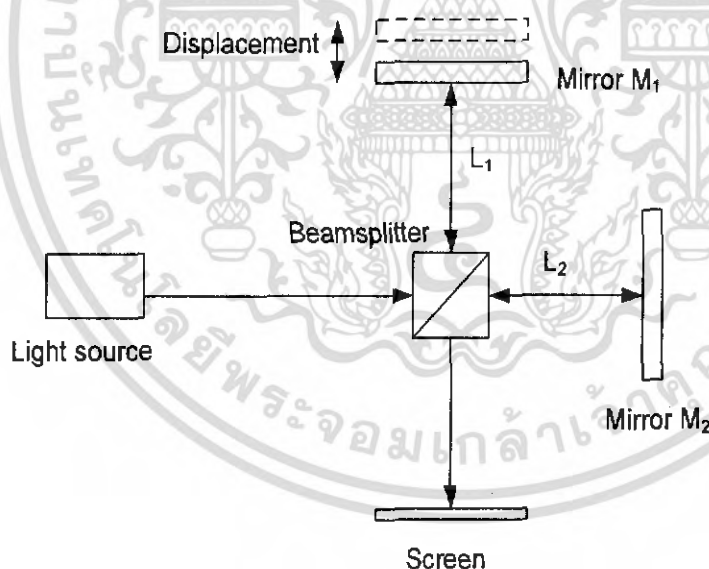 Displacement
Mirror M₁
L₁
Beamsplitter
L₂
Light source
Mirror M₂
Screen